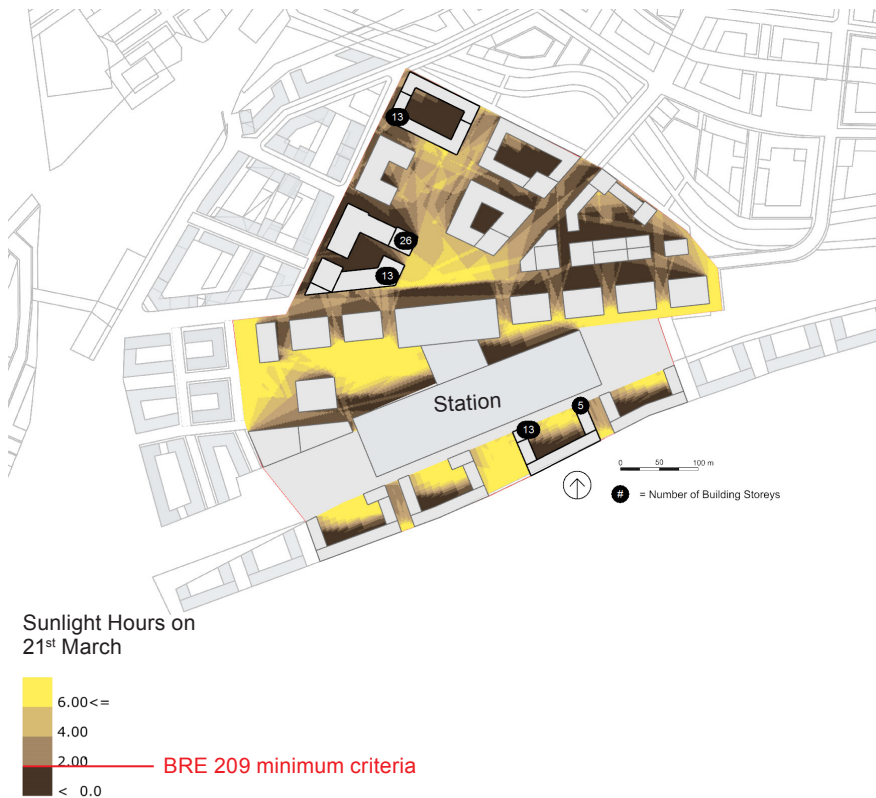 13
26
13
Station
5
13
0 50 100 m
# = Number of Building Storeys
Sunlight Hours on
21st March
6.00<=
4.00
2.00
BRE 209 minimum criteria
< 0.0